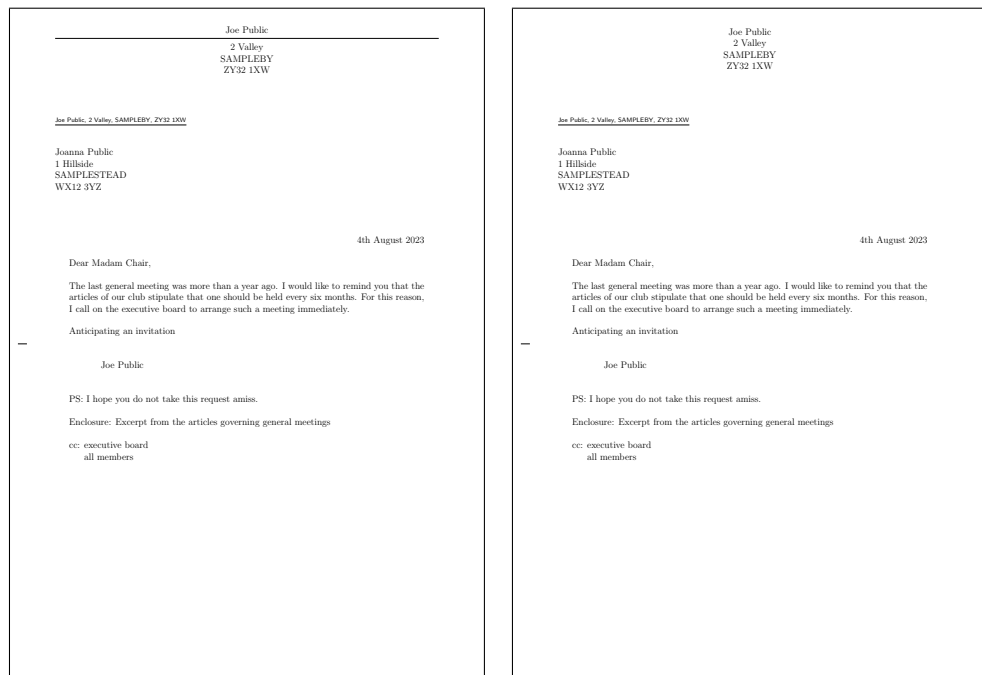 Joe Public
2 Valley
SAMPLEBY
ZY32 1XW
Joe Public, 2 Valley, SAMPLEBY, ZY32 1XW
Joanna Public
1 Hillside
SAMPLESTEAD
WX12 3YZ
4th August 2023
Dear Madam Chair,
The last general meeting was more than a year ago. I would like to remind you that the
articles of our club stipulate that one should be held every six months. For this reason,
I call on the executive board to arrange such a meeting immediately.
Anticipating an invitation
Joe Public
PS: I hope you do not take this request amiss.
Enclosure: Excerpt from the articles governing general meetings
cc: executive board
all members
Joe Public
2 Valley
SAMPLEBY
ZY32 1XW
Joe Public, 2 Valley, SAMPLEBY, ZY32 1XW
Joanna Public
1 Hillside
SAMPLESTEAD
WX12 3YZ
4th August 2023
Dear Madam Chair,
The last general meeting was more than a year ago. I would like to remind you that the
articles of our club stipulate that one should be held every six months. For this reason,
I call on the executive board to arrange such a meeting immediately.
Anticipating an invitation
Joe Public
PS: I hope you do not take this request amiss.
Enclosure: Excerpt from the articles governing general meetings
cc: executive board
all members